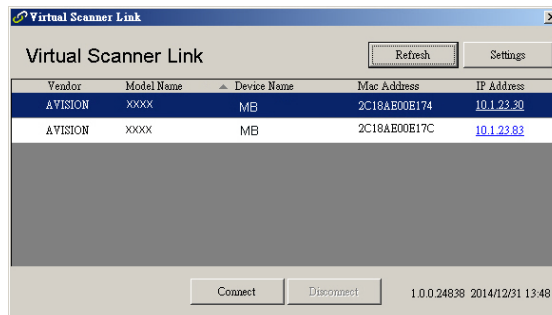 Virtual Scanner Link
Virtual Scanner Link
Refresh
Settings
Vendor Model Name Device Name Mac Address IP Address
AVISION XXXX MB 2C18AE00E174 10.1.23.30
AVISION XXXX MB 2C18AE00E17C 10.1.23.83
Connect
Disconnect
1.0.0.24838 2014/12/31 13:48